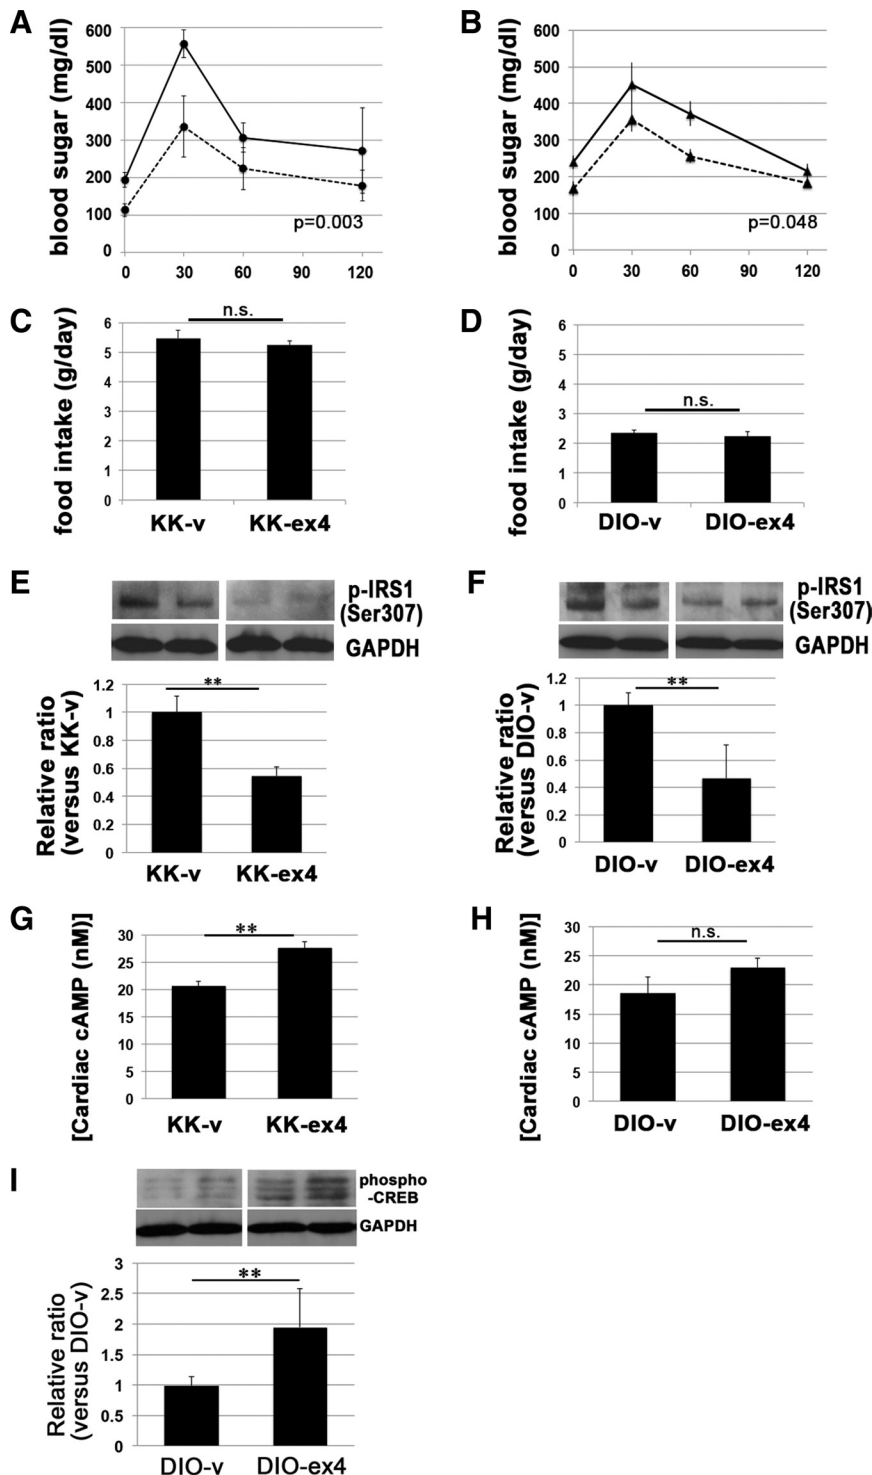 A
blood sugar (mg/dl)
600
500
400
300
200
100
0
p=0.003
0 30 60 90 120
B
blood sugar (mg/dl)
600
500
400
300
200
100
0
p=0.048
0 30 60 90 120
C
food intake (g/day)
n.s.
6
5
4
3
2
1
0
KK-v KK-ex4
D
food intake (g/day)
6
5
4
3
2
1
0
n.s.
DIO-v DIO-ex4
E
p-IRS1
(Ser307)
GAPDH
Relative ratio
(versus KK-v)
1.2
1
0.8
0.6
0.4
0.2
0
**
KK-v KK-ex4
F
p-IRS1
(Ser307)
GAPDH
Relative ratio
(versus DIO-v)
1.2
1
0.8
0.6
0.4
0.2
0
**
DIO-v DIO-ex4
G
[Cardiac cAMP (nM)]
30
25
20
15
10
5
0
**
KK-v KK-ex4
H
[Cardiac cAMP (nM)]
30
25
20
15
10
5
0
n.s.
DIO-v DIO-ex4
I
phospho
-CREB
GAPDH
Relative ratio
(versus DIO-v)
3
2.5
2
1.5
1
0.5
0
**
DIO-v DIO-ex4